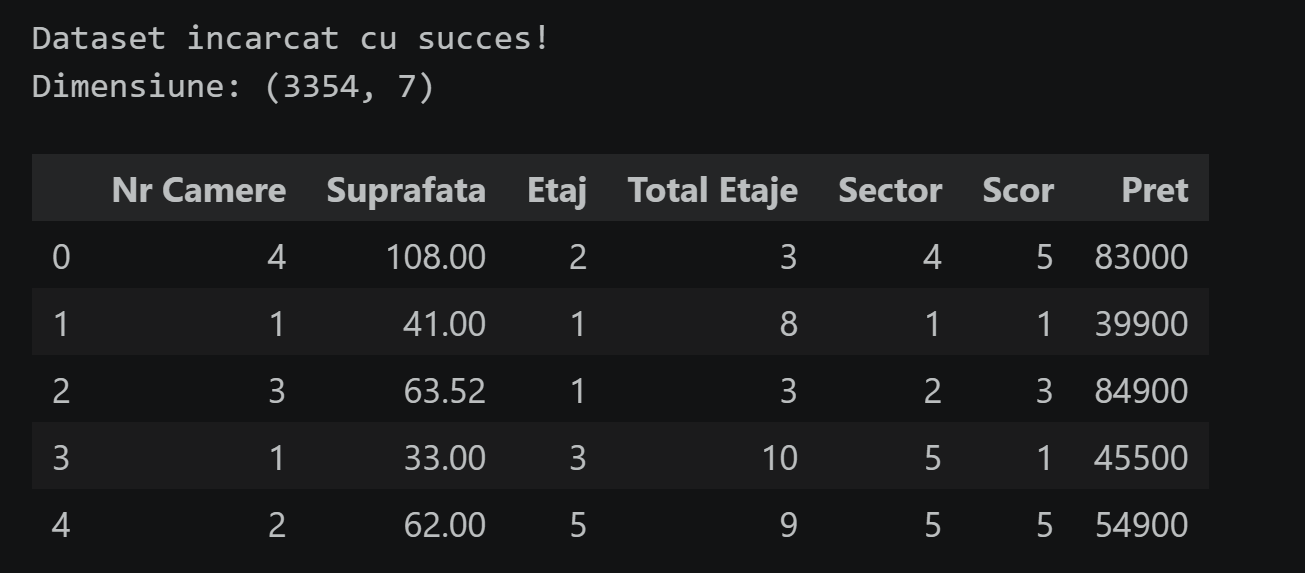 Dataset incarcat cu succes!
Dimensiune: (3354, 7)
Nr Camere Suprafata Etaj Total Etaje Sector Scor Pret
0 4 108.00 2 3 4 5 83000
1 1 41.00 1 8 1 1 39900
2 3 63.52 1 3 2 3 84900
3 1 33.00 3 10 5 1 45500
4 2 62.00 5 9 5 5 54900